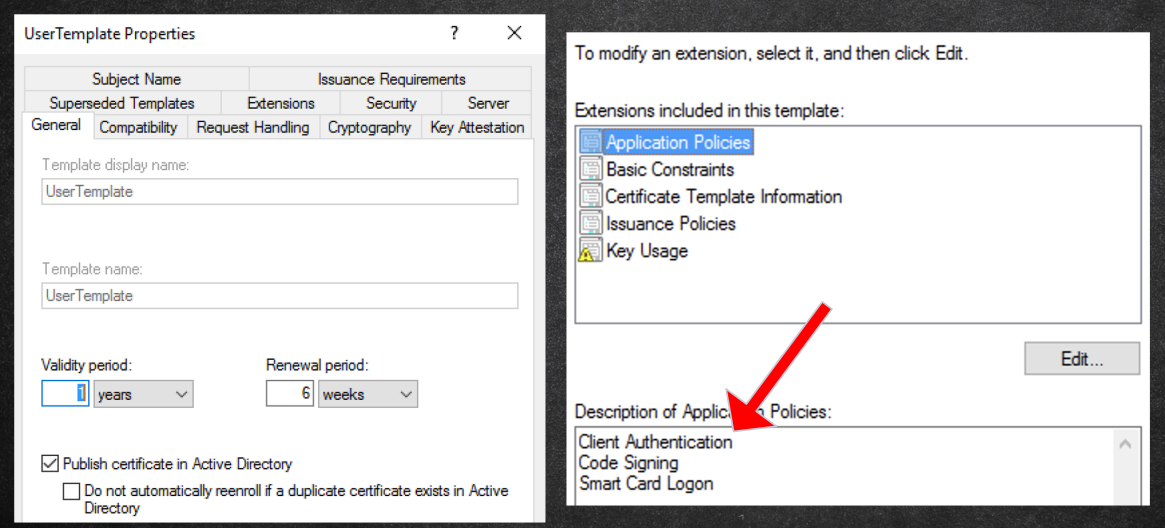 UserTemplate Properties
?
Subject Name
Issuance Requirements
Superseded Templates
Extensions
Security
Server
General
Compatibility
Request Handling
Cryptography
Key Attestation
Template display name:
UserTemplate
Template name:
UserTemplate
Validity period:
Renewal period:
1 years
6 weeks
Publish certificate in Active Directory
Do not automatically reenroll if a duplicate certificate exists in Active
Directory
To modify an extension, select it, and then click Edit.
Extensions included in this template:
Application Policies
Basic Constraints
Certificate Template Information
Issuance Policies
Key Usage
Edit...
Description of Policies:
Client Authentication
Code Signing
Smart Card Logon